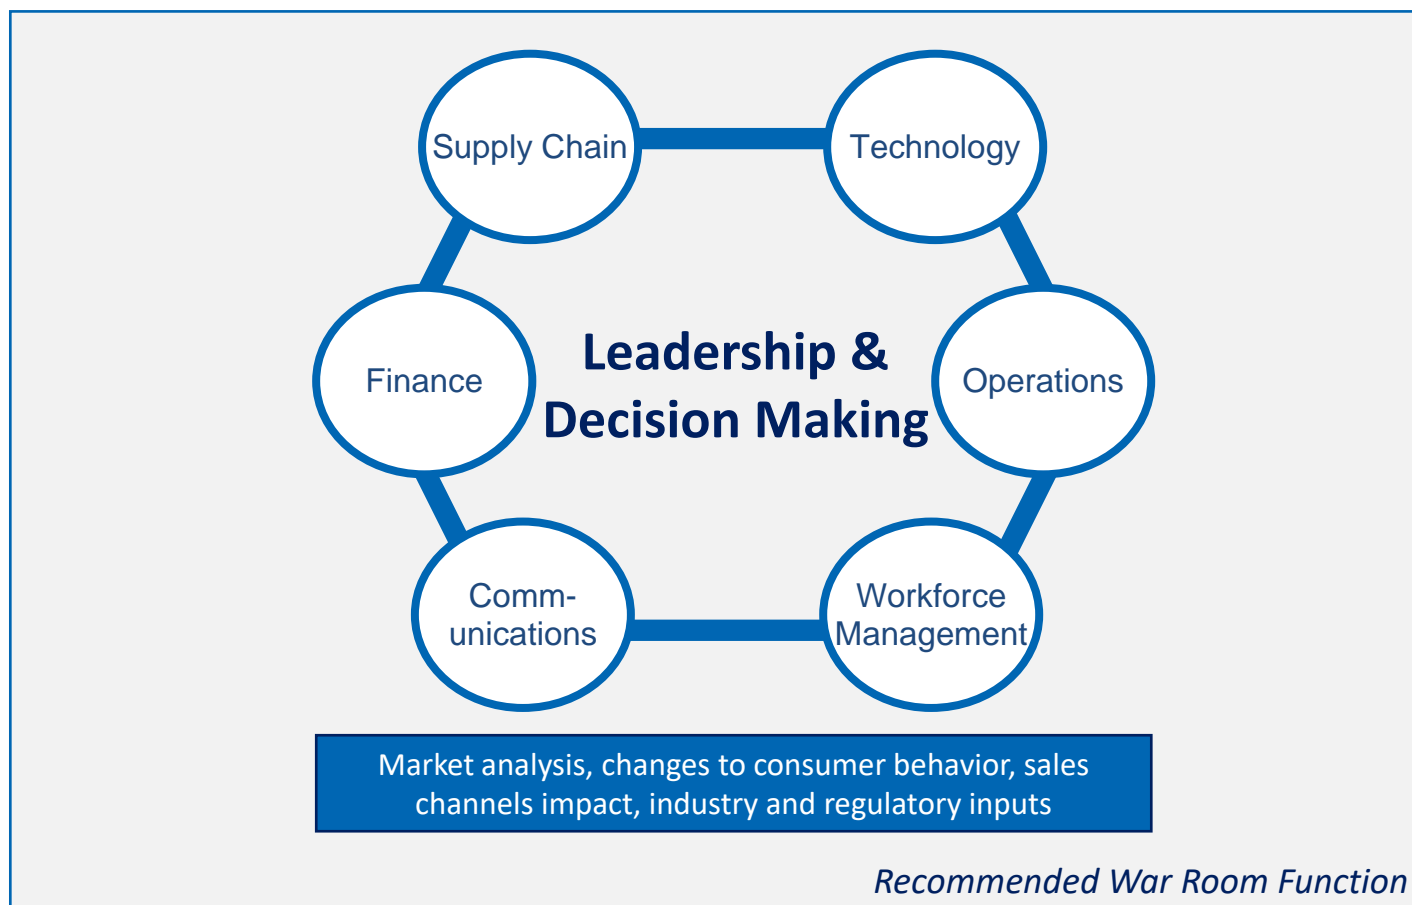 Supply Chain
Technology
Finance
Leadership &
Decision Making
Operations
Comm-
unications
Workforce
Management
Market analysis, changes to consumer behavior, sales
channels impact, industry and regulatory inputs
Recommended War Room Function